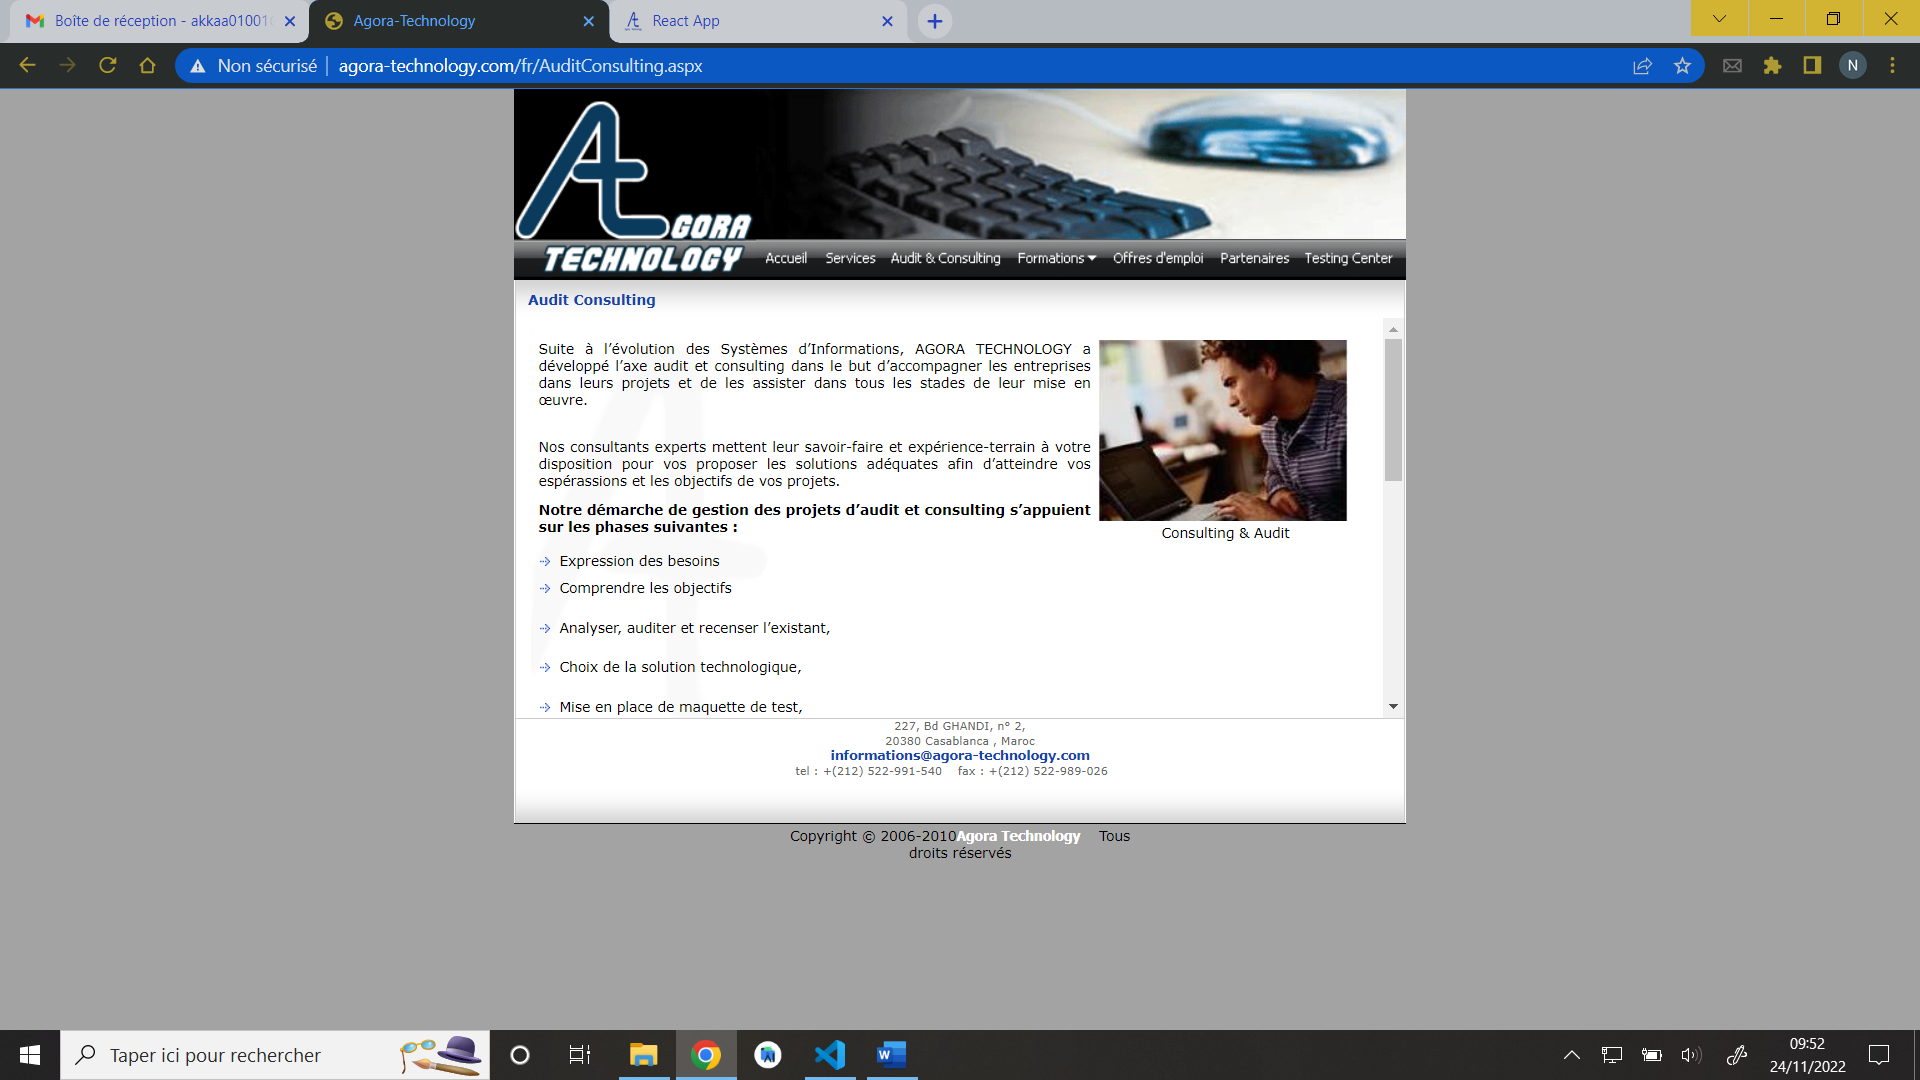 Boîte de réception - akkaa01001
Agora-Technology
React App
Non sécurisé
agora-technology.com/fr/AuditConsulting.aspx
N
AGORA
TECHNOLOGY
Accueil Services Audit & Consulting Formations Offres d'emploi Partenaires Testing Center
Audit Consulting
Suite à l’évolution des Systèmes d’Informations, AGORA TECHNOLOGY a
développé l’axe audit et consulting dans le but d’accompagner les entreprises
dans leurs projets et de les assister dans tous les stades de leur mise en
œuvre.
Nos consultants experts mettent leur savoir-faire et expérience-terrain à votre
disposition pour vos proposer les solutions adéquates afin d’atteindre vos
espérassions et les objectifs de vos projets.
Notre démarche de gestion des projets d’audit et consulting s’appuient
sur les phases suivantes :
Consulting & Audit
Expression des besoins
Comprendre les objectifs
Analyser, auditer et recenser l’existant,
Choix de la solution technologique,
Mise en place de maquette de test,
227, Bd GHANDI, n° 2,
20380 Casablanca , Maroc
informations@agora-technology.com
tel : +(212) 522-991-540 fax : +(212) 522-989-026
Copyright © 2006-2010Agora Technology Tous
droits réservés
Taper ici pour rechercher
09:52
24/11/2022